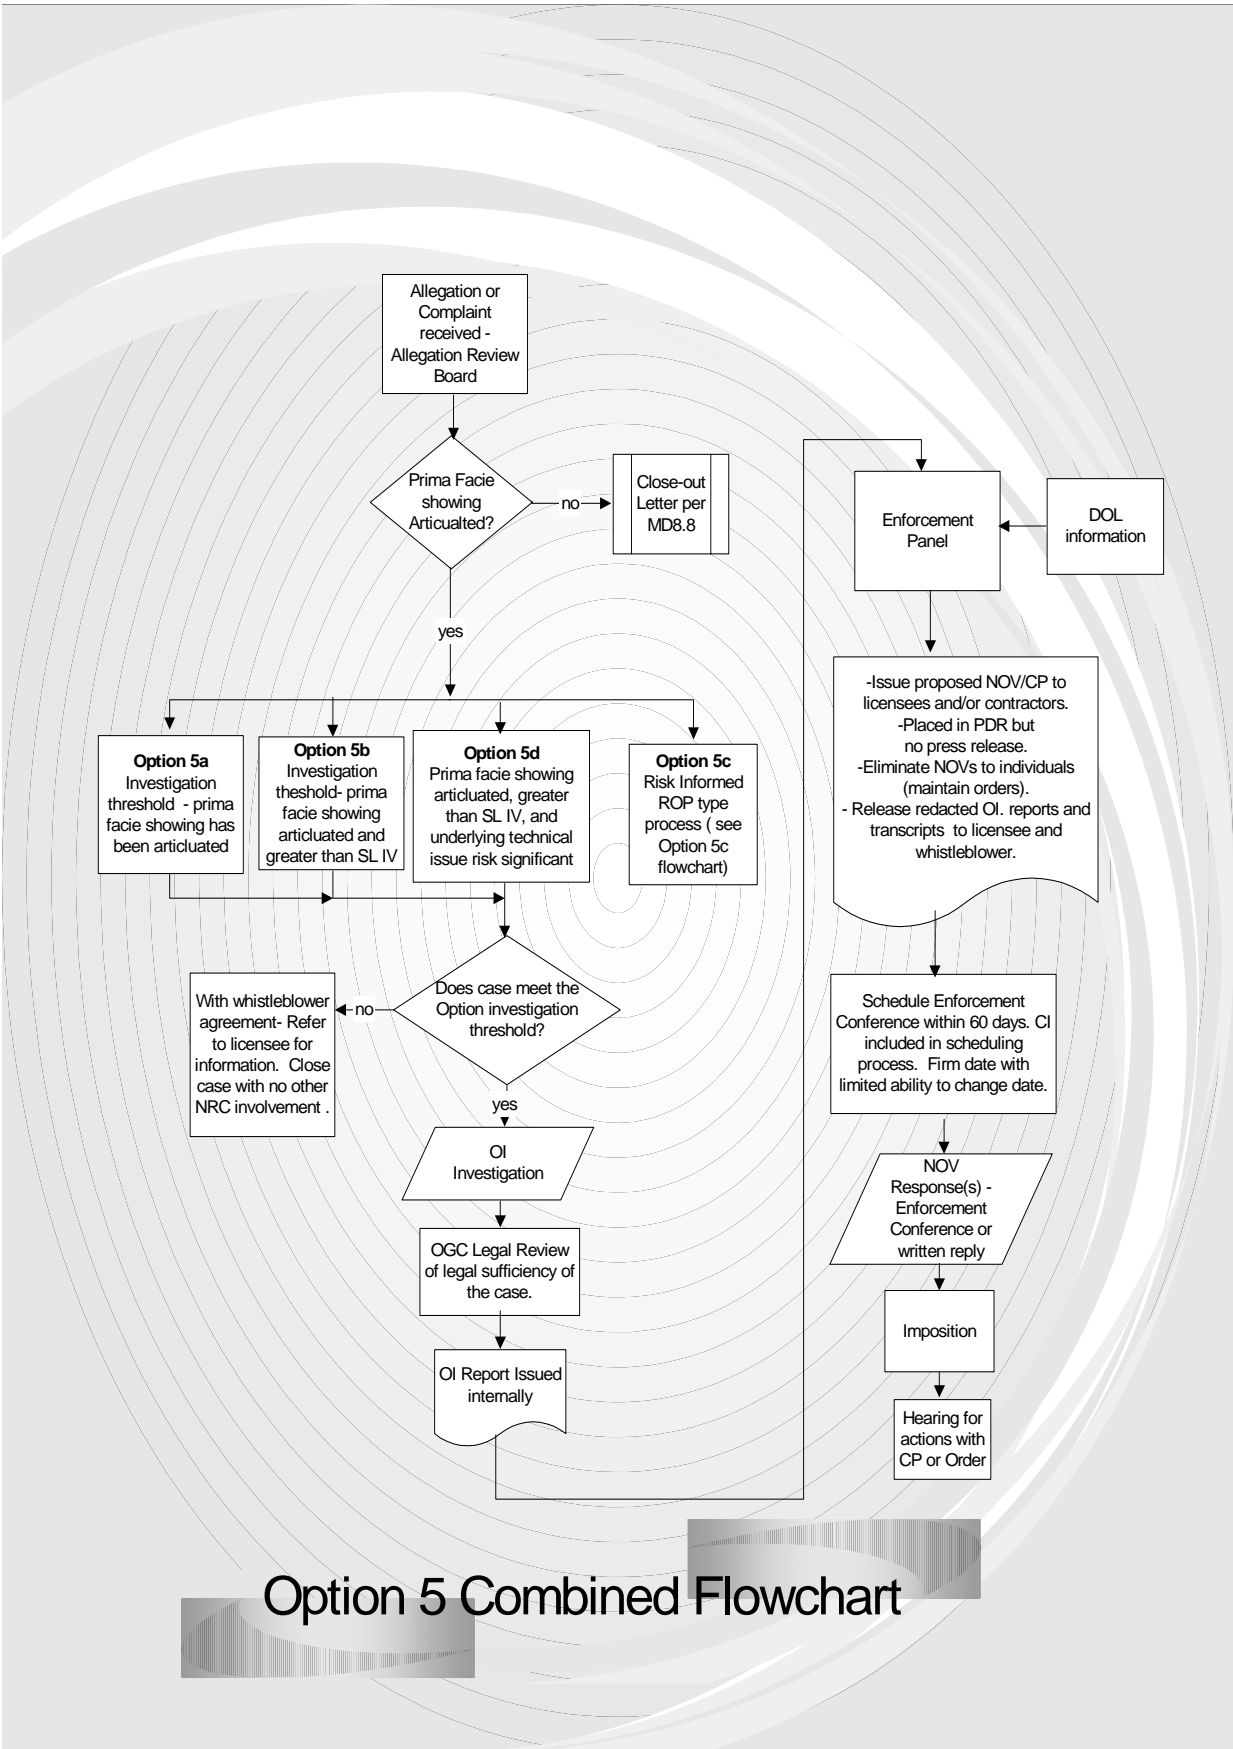 Allegation or
Complaint
received -
Allegation Review
Board
Prima Facie
showing
Articualted?
no
Close-out
Letter per
MD8.8
yes
Option 5a
Investigation
threshold - prima
facie showing has
been articluated
Option 5b
Investigation
theshold- prima
facie showing
articluated and
greater than SL IV
Option 5d
Prima facie showing
articluated, greater
than SL IV, and
underlying technical
issue risk significant
Option 5c
Risk Informed
ROP type
process ( see
Option 5c
flowchart)
Does case meet the
Option investigation
threshold?
no
With whistleblower
agreement- Refer
to licensee for
information. Close
case with no other
NRC involvement .
yes
OI
Investigation
OGC Legal Review
of legal sufficiency of
the case.
OI Report Issued
internally
Enforcement
Panel
DOL
information
-Issue proposed NOV/CP to
licensees and/or contractors.
-Placed in PDR but
no press release.
-Eliminate NOVs to individuals
(maintain orders).
- Release redacted OI. reports and
transcripts to licensee and
whistleblower.
Schedule Enforcement
Conference within 60 days. CI
included in scheduling
process. Firm date with
limited ability to change date.
NOV
Response(s) -
Enforcement
Conference or
written reply
Imposition
Hearing for
actions with
CP or Order
Option 5 Combined Flowchart